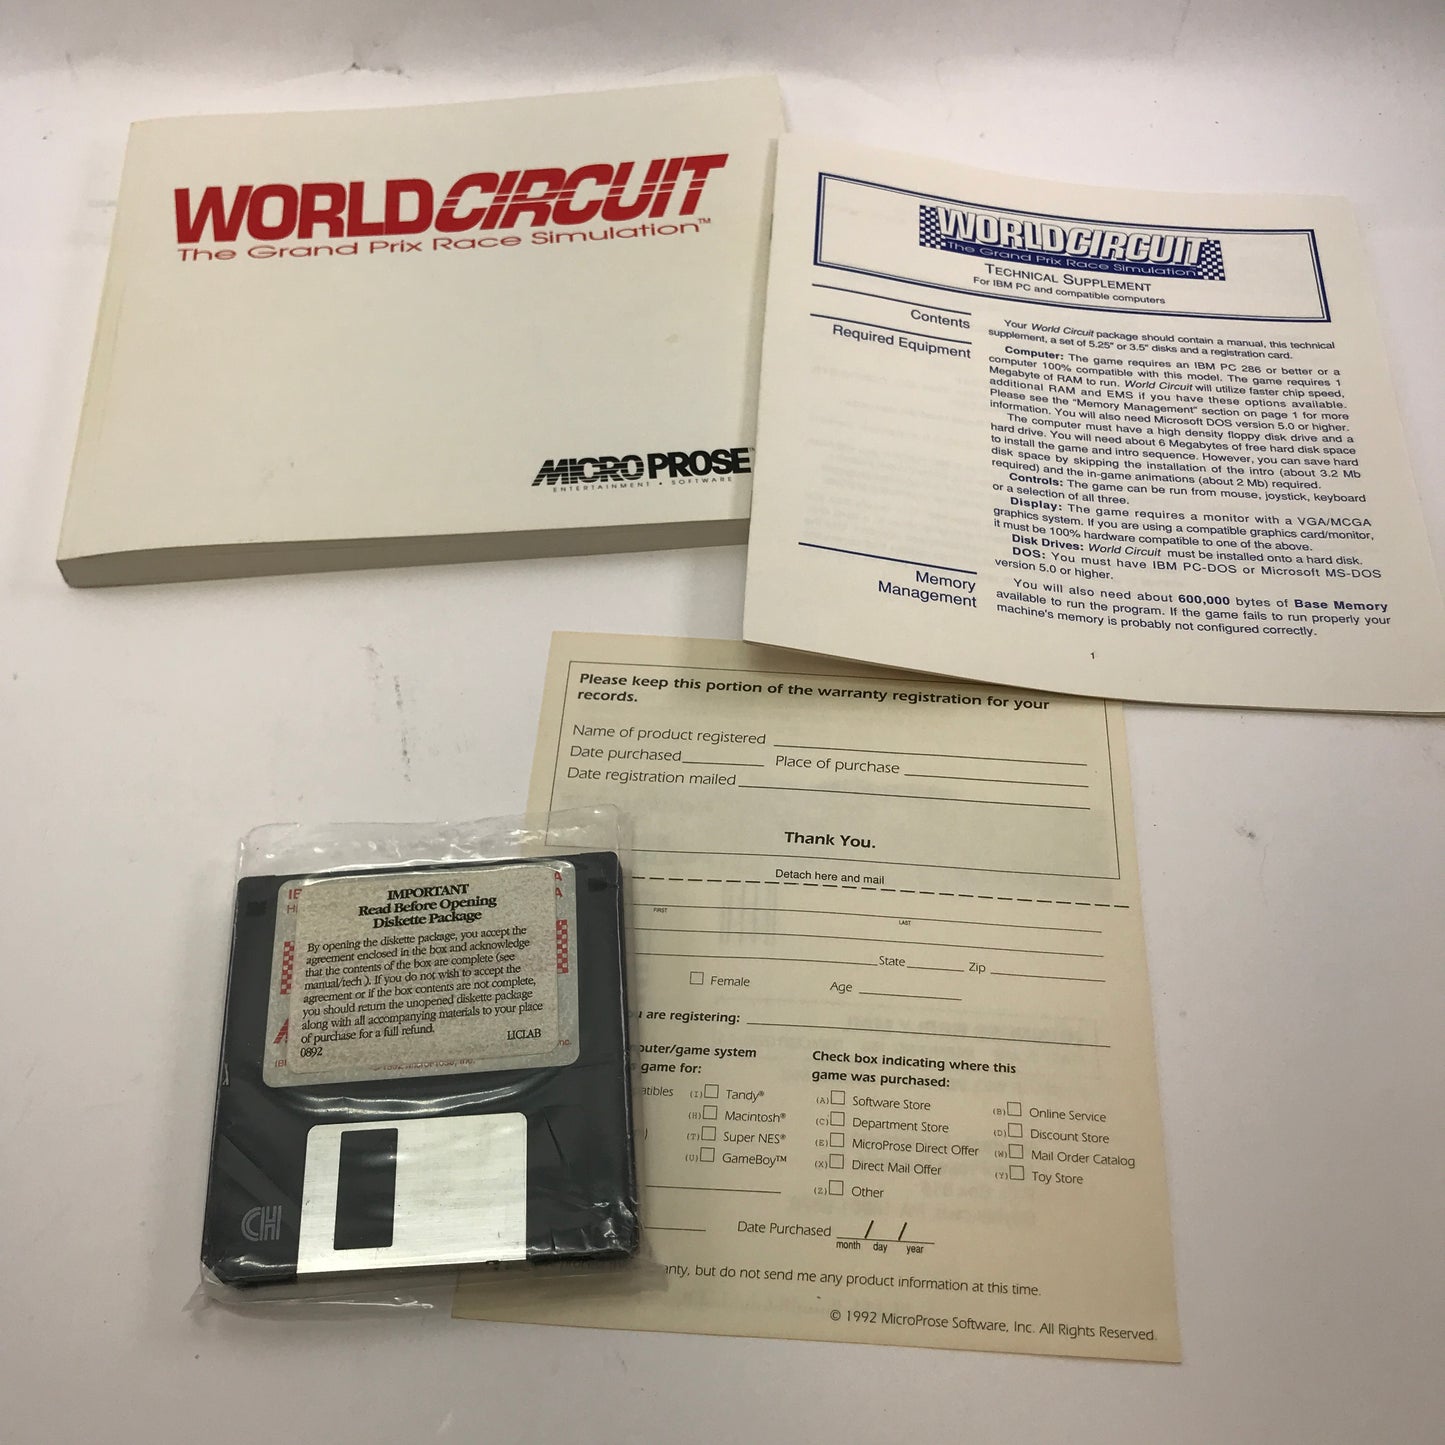 WORLDCIRCUIT
The Grand Prix Race Simulation™
MICROPROSE™
ENTERTAINMENT • SOFTWARE
WORLDCIRCUIT
The Grand Prix Race Simulation
TECHNICAL SUPPLEMENT
For IBM PC and compatible computers
Contents
Your World Circuit package should contain a manual, this technical
supplement, a set of 5.25" or 3.5" disks and a registration card.
Required Equipment
Computer: The game requires an IBM PC 286 or better or a
computer 100% compatible with this model. The game requires 1
Megabyte of RAM to run. World Circuit will utilize faster chip speed,
additional RAM and EMS if you have these options available.
Please see the "Memory Management" section on page 1 for more
information. You will also need Microsoft DOS version 5.0 or higher.
The computer must have a high density floppy disk drive and a
hard drive. You will need about 6 Megabytes of free hard disk space
to install the game and intro sequence. However, you can save hard
disk space by skipping the installation of the intro (about 3.2 Mb
required) and the in-game animations (about 2 Mb) required.
Controls: The game can be run from mouse, joystick, keyboard
or a selection of all three.
Display: The game requires a monitor with a VGA/MCGA
graphics system. If you are using a compatible graphics card/monitor,
it must be 100% hardware compatible to one of the above.
Disk Drives: World Circuit must be installed onto a hard disk.
DOS: You must have IBM PC-DOS or Microsoft MS-DOS
version 5.0 or higher.
Memory
Management
You will also need about 600,000 bytes of Base Memory
available to run the program. If the game fails to run properly your
machine's memory is probably not configured correctly.
1
Please keep this portion of the warranty registration for your
records.
Name of product registered
Date purchased Place of purchase
Date registration mailed
Thank You.
Detach here and mail
FIRST LAST
State Zip
Female Age
are registering:
game system
game for:
(I) Tandy®
(H) Macintosh®
(T) Super NES®
(U) GameBoy™
Check box indicating where this
game was purchased:
(A) Software Store
(C) Department Store
(E) MicroProse Direct Offer
(X) Direct Mail Offer
(Z) Other
(B) Online Service
(D) Discount Store
(W) Mail Order Catalog
(Y) Toy Store
Date Purchased / /
month day year
but do not send me any product information at this time.
© 1992 MicroProse Software, Inc. All Rights Reserved.
IMPORTANT
Read Before Opening
Diskette Package
By opening the diskette package, you accept the
agreement enclosed in the box and acknowledge
that the contents of the box are complete (see
manual/tech ). If you do not wish to accept the
agreement or if the box contents are not complete,
you should return the unopened diskette package
along with all accompanying materials to your place
of purchase for a full refund.
0892 LICLAB
CH